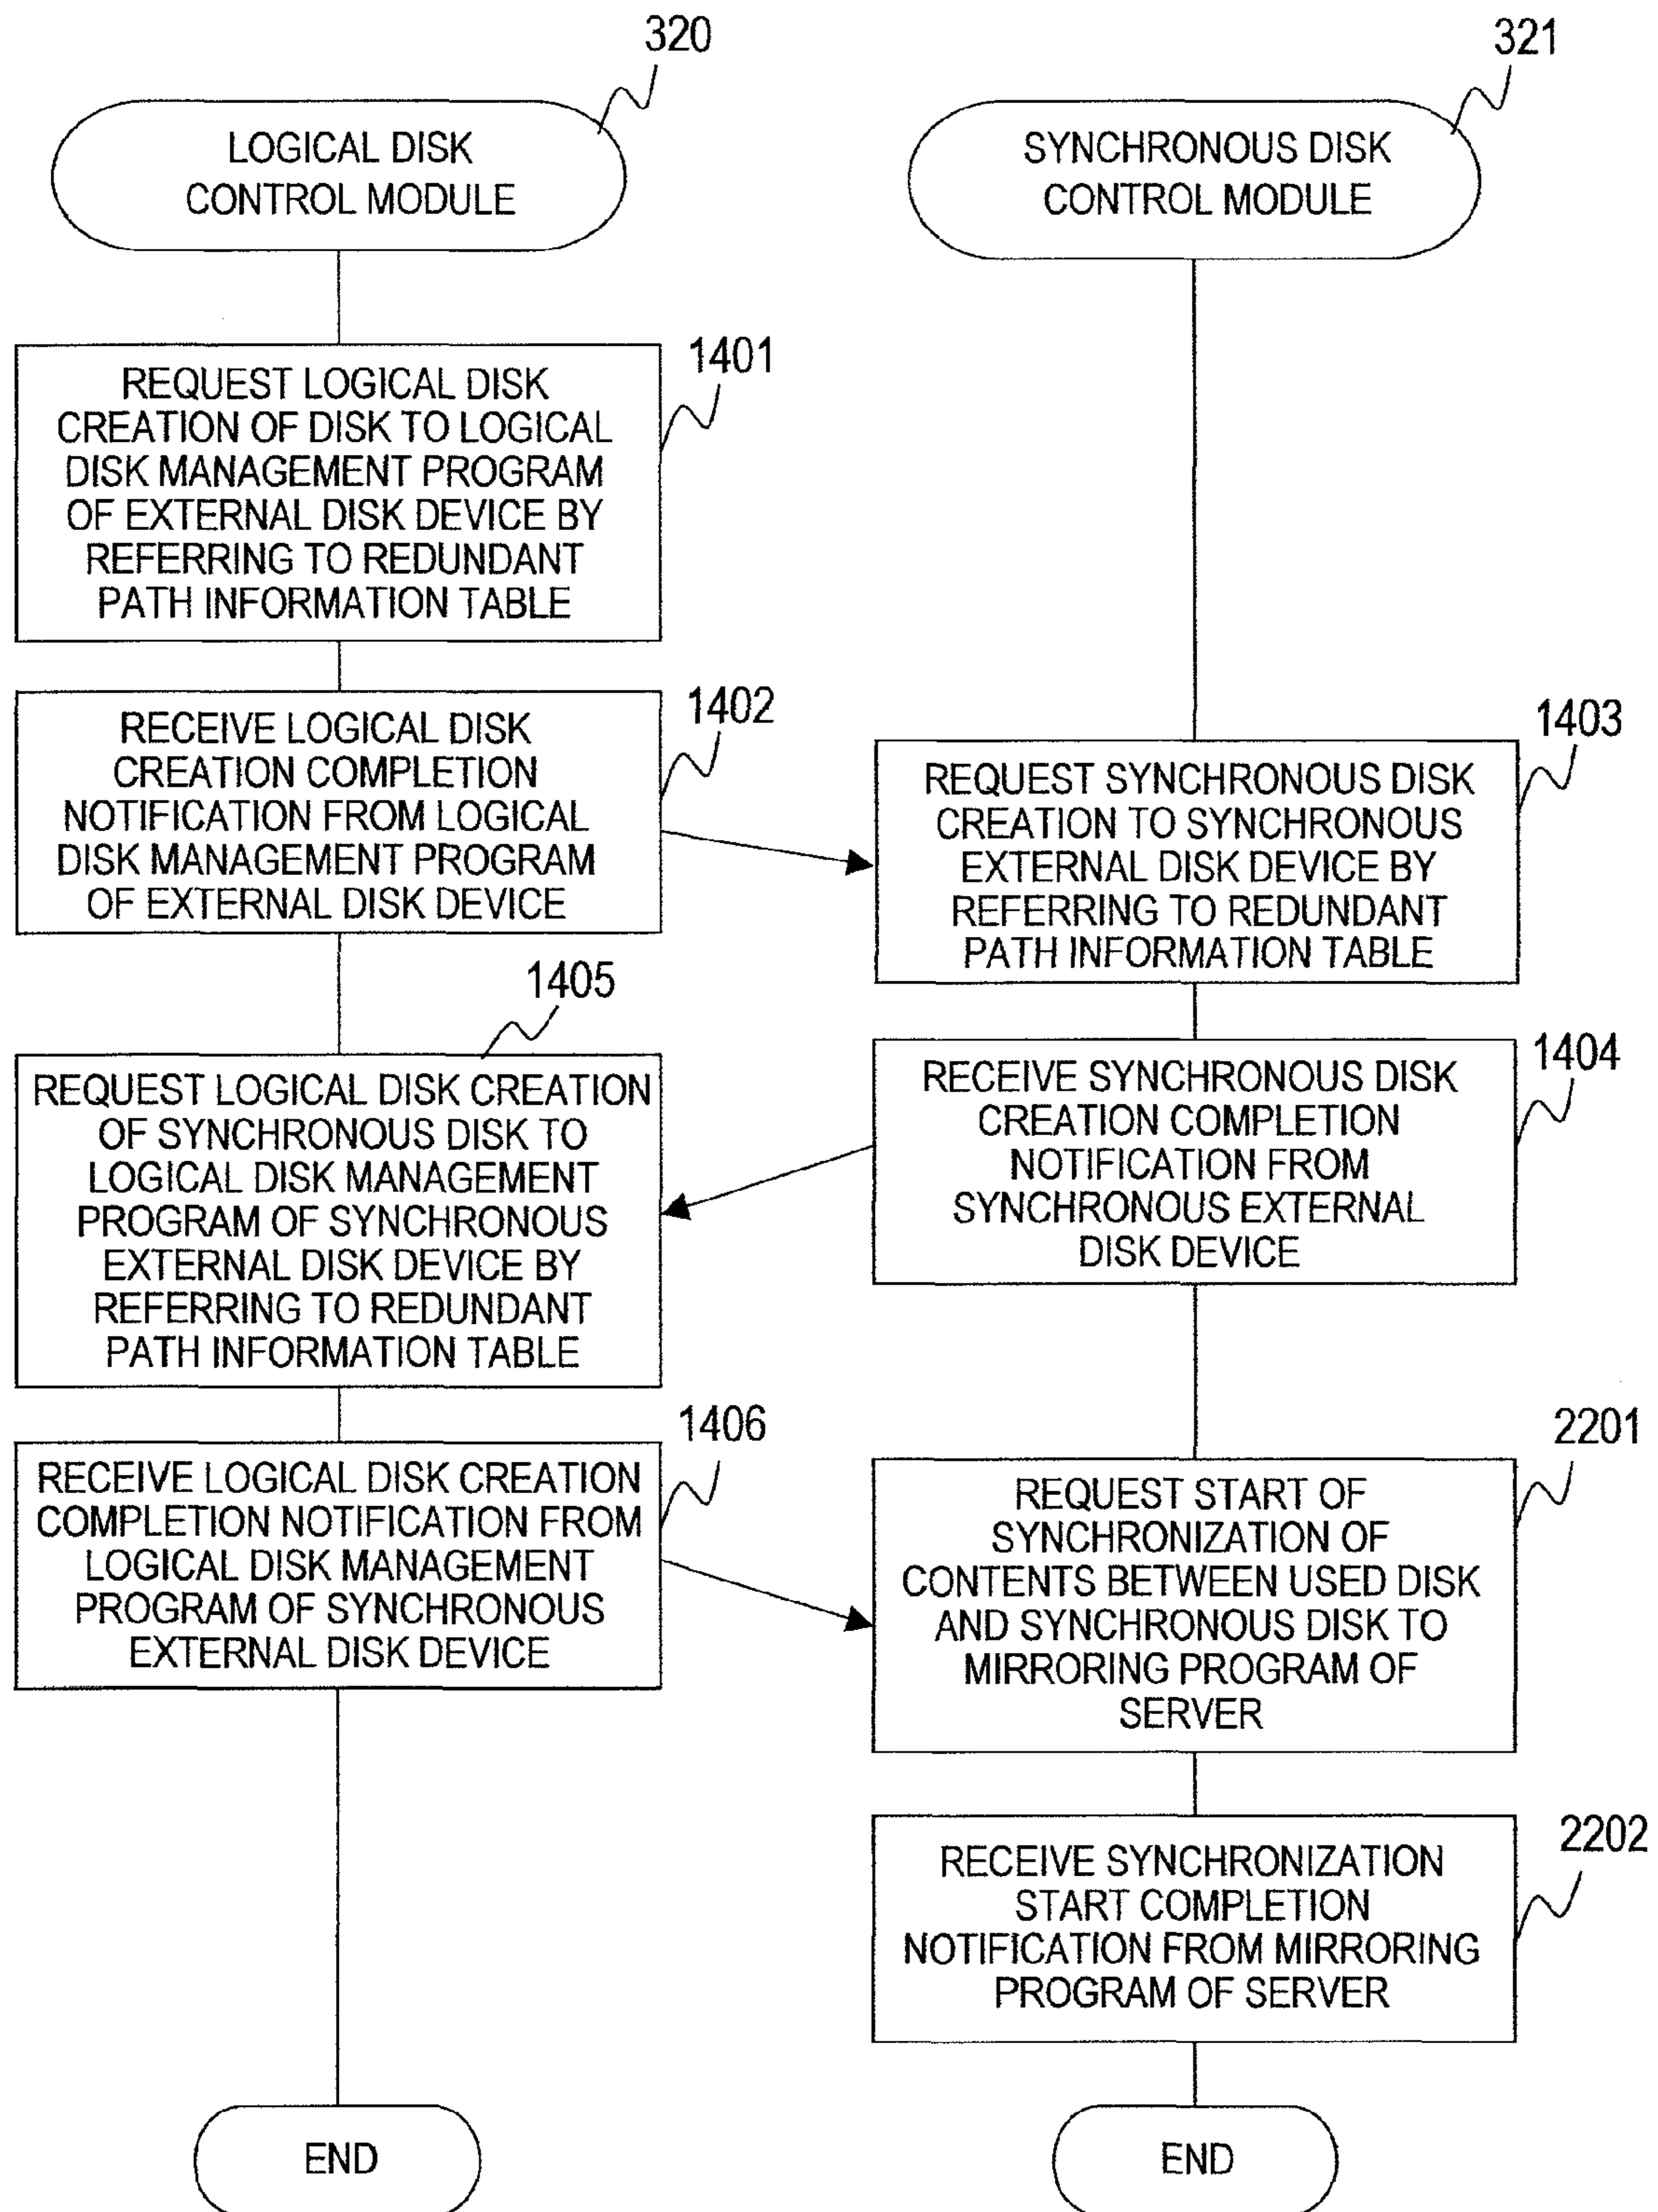 320
LOGICAL DISK
CONTROL MODULE
321
SYNCHRONOUS DISK
CONTROL MODULE
1401
REQUEST LOGICAL DISK
CREATION OF DISK TO LOGICAL
DISK MANAGEMENT PROGRAM
OF EXTERNAL DISK DEVICE BY
REFERRING TO REDUNDANT
PATH INFORMATION TABLE
1402
RECEIVE LOGICAL DISK
CREATION COMPLETION
NOTIFICATION FROM LOGICAL
DISK MANAGEMENT PROGRAM
OF EXTERNAL DISK DEVICE
1403
REQUEST SYNCHRONOUS DISK
CREATION TO SYNCHRONOUS
EXTERNAL DISK DEVICE BY
REFERRING TO REDUNDANT
PATH INFORMATION TABLE
1404
RECEIVE SYNCHRONOUS DISK
CREATION COMPLETION
NOTIFICATION FROM
SYNCHRONOUS EXTERNAL
DISK DEVICE
1405
REQUEST LOGICAL DISK CREATION
OF SYNCHRONOUS DISK TO
LOGICAL DISK MANAGEMENT
PROGRAM OF SYNCHRONOUS
EXTERNAL DISK DEVICE BY
REFERRING TO REDUNDANT
PATH INFORMATION TABLE
1406
RECEIVE LOGICAL DISK CREATION
COMPLETION NOTIFICATION FROM
LOGICAL DISK MANAGEMENT
PROGRAM OF SYNCHRONOUS
EXTERNAL DISK DEVICE
2201
REQUEST START OF
SYNCHRONIZATION OF
CONTENTS BETWEEN USED DISK
AND SYNCHRONOUS DISK TO
MIRRORING PROGRAM OF
SERVER
2202
RECEIVE SYNCHRONIZATION
START COMPLETION
NOTIFICATION FROM MIRRORING
PROGRAM OF SERVER
END
END